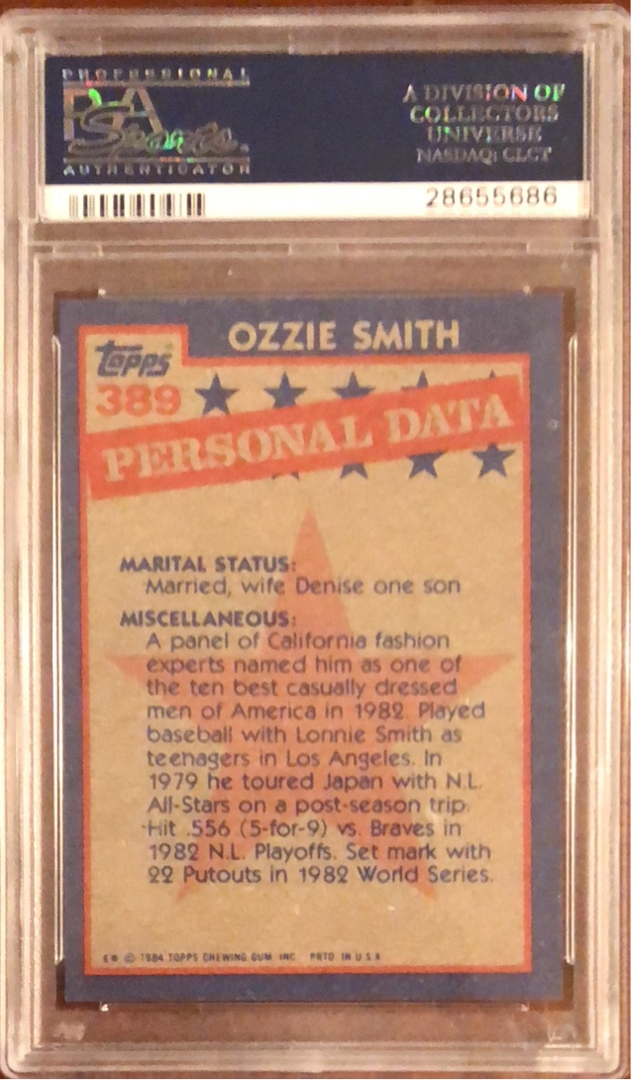 PROFESSIONAL
PSA
Sports
AUTHENTICATOR
A DIVISION OF
COLLECTORS
UNIVERSE
NASDAQ: CLCT
28655686
OZZIE SMITH
topps
389
PERSONAL DATA
MARITAL STATUS:
Married, wife Denise one son
MISCELLANEOUS:
A panel of California fashion
experts named him as one of
the ten best casually dressed
men of America in 1982. Played
baseball with Lonnie Smith as
teenagers in Los Angeles. In
1979 he toured Japan with N.L.
All-Stars on a post-season trip.
Hit .556 (5-for-9) vs. Braves in
1982 N.L. Playoffs. Set mark with
22 Putouts in 1982 World Series.
© 1984 TOPPS CHEWING GUM INC PRTD IN U S A